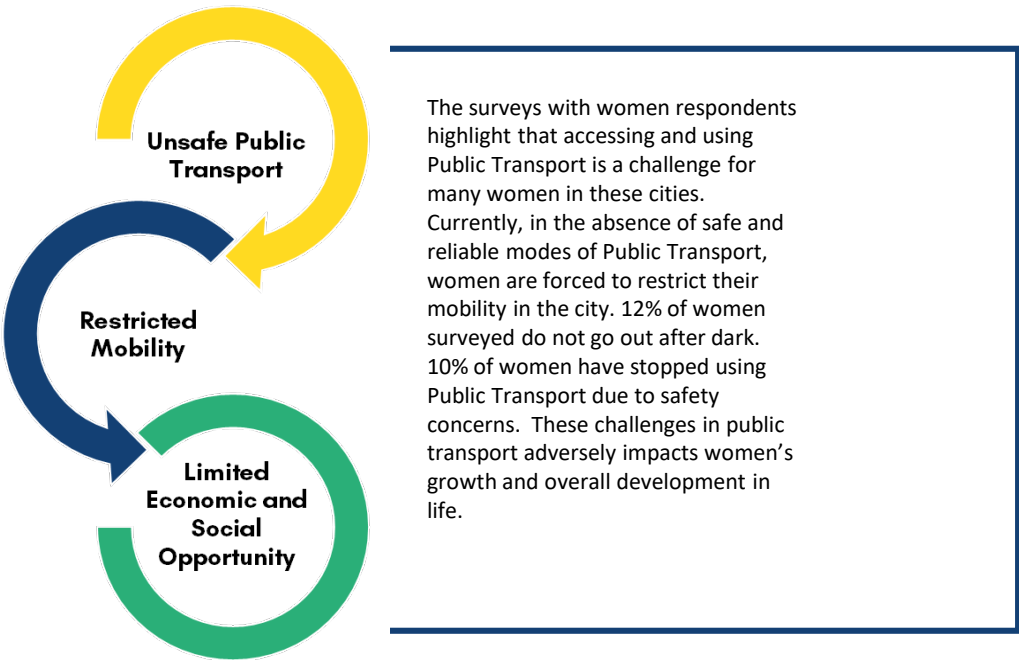 Unsafe Public
Transport
Restricted
Mobility
Limited
Economic and
Social
Opportunity
The surveys with women respondents
highlight that accessing and using
Public Transport is a challenge for
many women in these cities.
Currently, in the absence of safe and
reliable modes of Public Transport,
women are forced to restrict their
mobility in the city. 12% of women
surveyed do not go out after dark.
10% of women have stopped using
Public Transport due to safety
concerns.  These challenges in public
transport adversely impacts women’s
growth and overall development in
life.